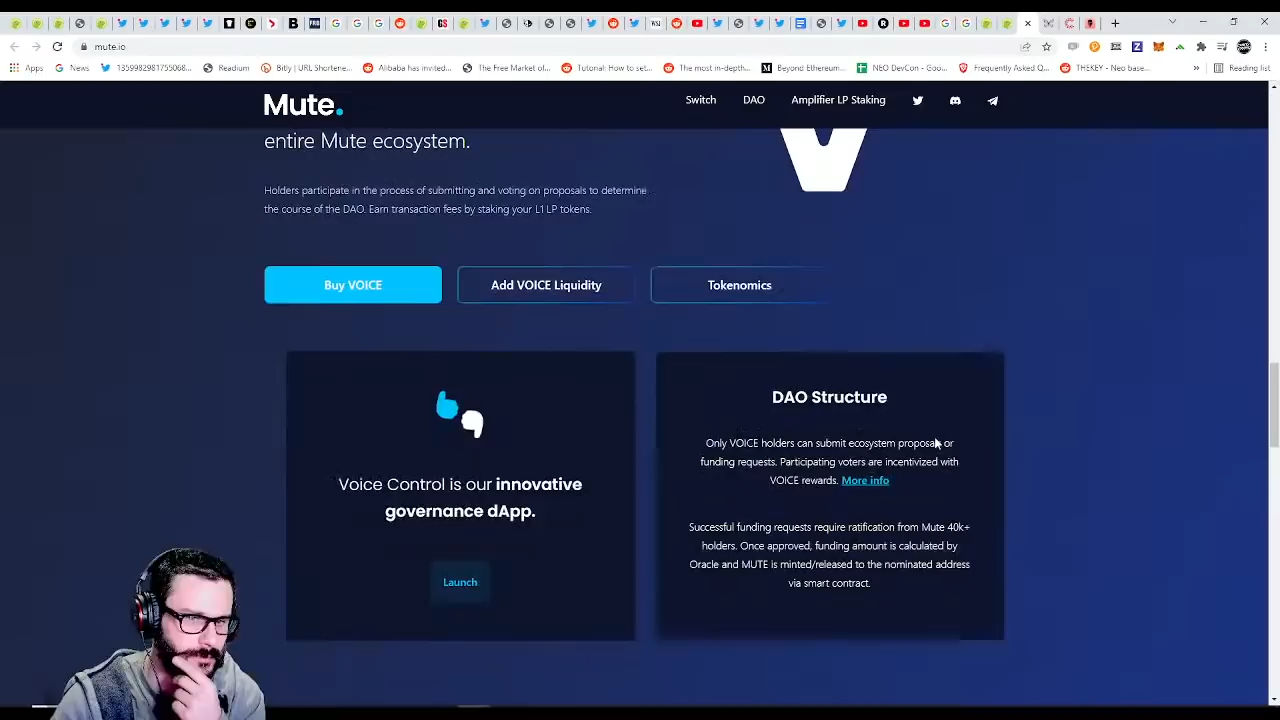 mute.io
Apps
News
1359982981755068...
Readium
Bitly | URL Shortene...
Alibaba has invited...
The Free Market of...
Tutorial: How to set...
The most in-depth...
Beyond Ethereum...
NEO DevCon - Goo...
Frequently Asked Q...
THEKEY - Neo base...
»
Reading list
Mute.
Switch
DAO
Amplifier LP Staking
entire Mute ecosystem.
Holders participate in the process of submitting and voting on proposals to determine
the course of the DAO. Earn transaction fees by staking your L1 LP tokens.
Buy VOICE
Add VOICE Liquidity
Tokenomics
Voice Control is our innovative
governance dApp.
Launch
DAO Structure
Only VOICE holders can submit ecosystem proposals or
funding requests. Participating voters are incentivized with
VOICE rewards. More info
Successful funding requests require ratification from Mute 40k+
holders. Once approved, funding amount is calculated by
Oracle and MUTE is minted/released to the nominated address
via smart contract.